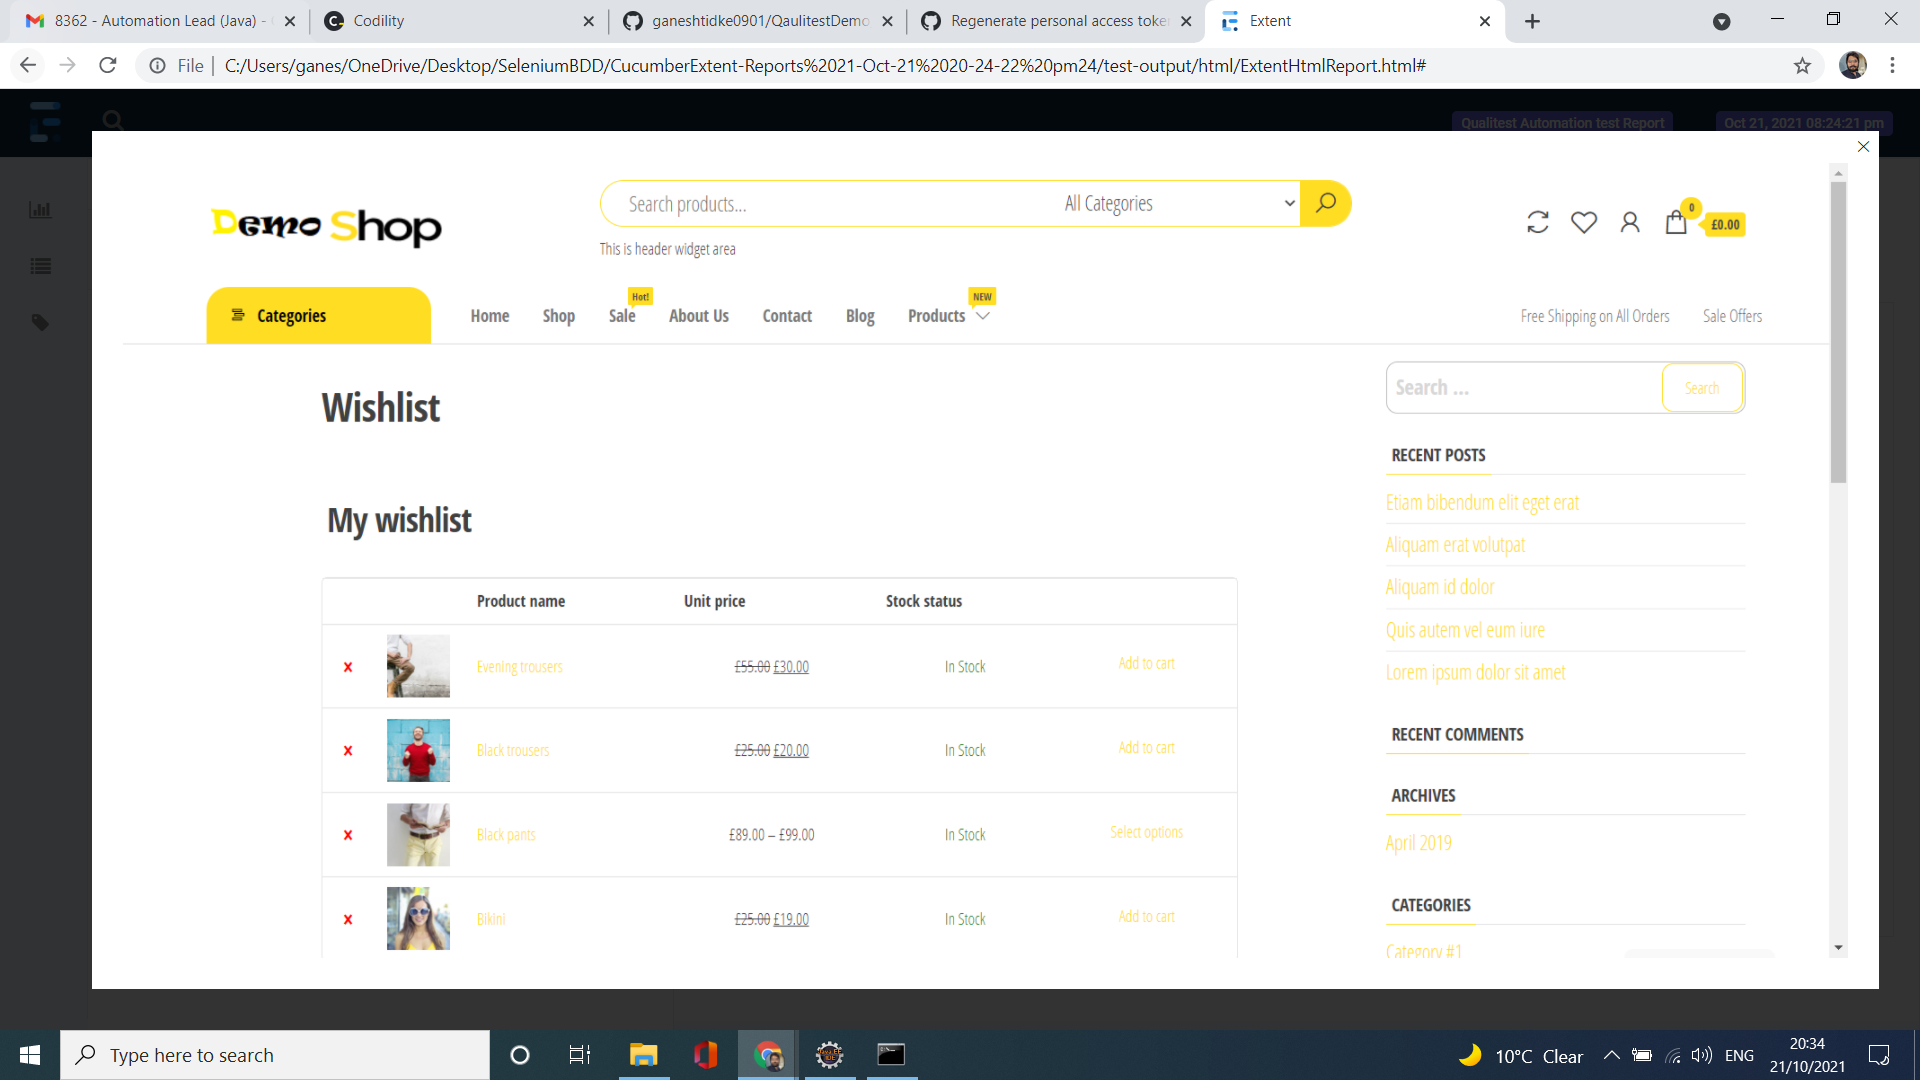 8362 - Automation Lead (Java) -
Codility
ganeshtidke0901/QaulitestDemo
Regenerate personal access toke
Extent
File
C:/Users/ganes/OneDrive/Desktop/SeleniumBDD/CucumberExtent-Reports%2021-Oct-21%2020-24-22%20pm24/test-output/html/ExtentHtmlReport.html#
Qualitest Automation test Report
Oct 21, 2021 08:24:21 pm
Demo Shop
Search products...
All Categories
0
£0.00
This is header widget area
Categories
Home
Shop
Sale
Hot!
About Us
Contact
Blog
Products
NEW
Free Shipping on All Orders
Sale Offers
Wishlist
My wishlist
Product name Unit price Stock status
Evening trousers £55.00 £30.00 In Stock Add to cart
Black trousers £25.00 £20.00 In Stock Add to cart
Black pants £89.00 – £99.00 In Stock Select options
Bikini £25.00 £19.00 In Stock Add to cart
Search ...
Search
RECENT POSTS
Etiam bibendum elit eget erat
Aliquam erat volutpat
Aliquam id dolor
Quis autem vel eum iure
Lorem ipsum dolor sit amet
RECENT COMMENTS
ARCHIVES
April 2019
CATEGORIES
Category #1
Type here to search
10°C Clear
ENG
20:34
21/10/2021